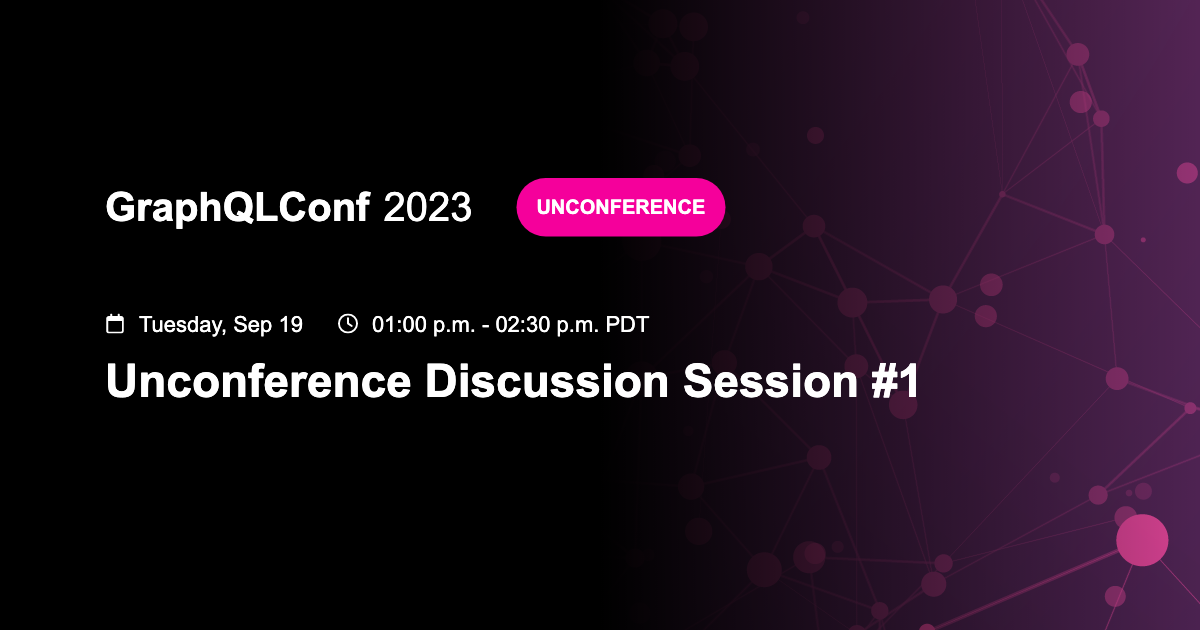 GraphQLConf 2023 UNCONFERENCE
Tuesday, Sep 19 01:00 p.m. - 02:30 p.m. PDT
Unconference Discussion Session #1